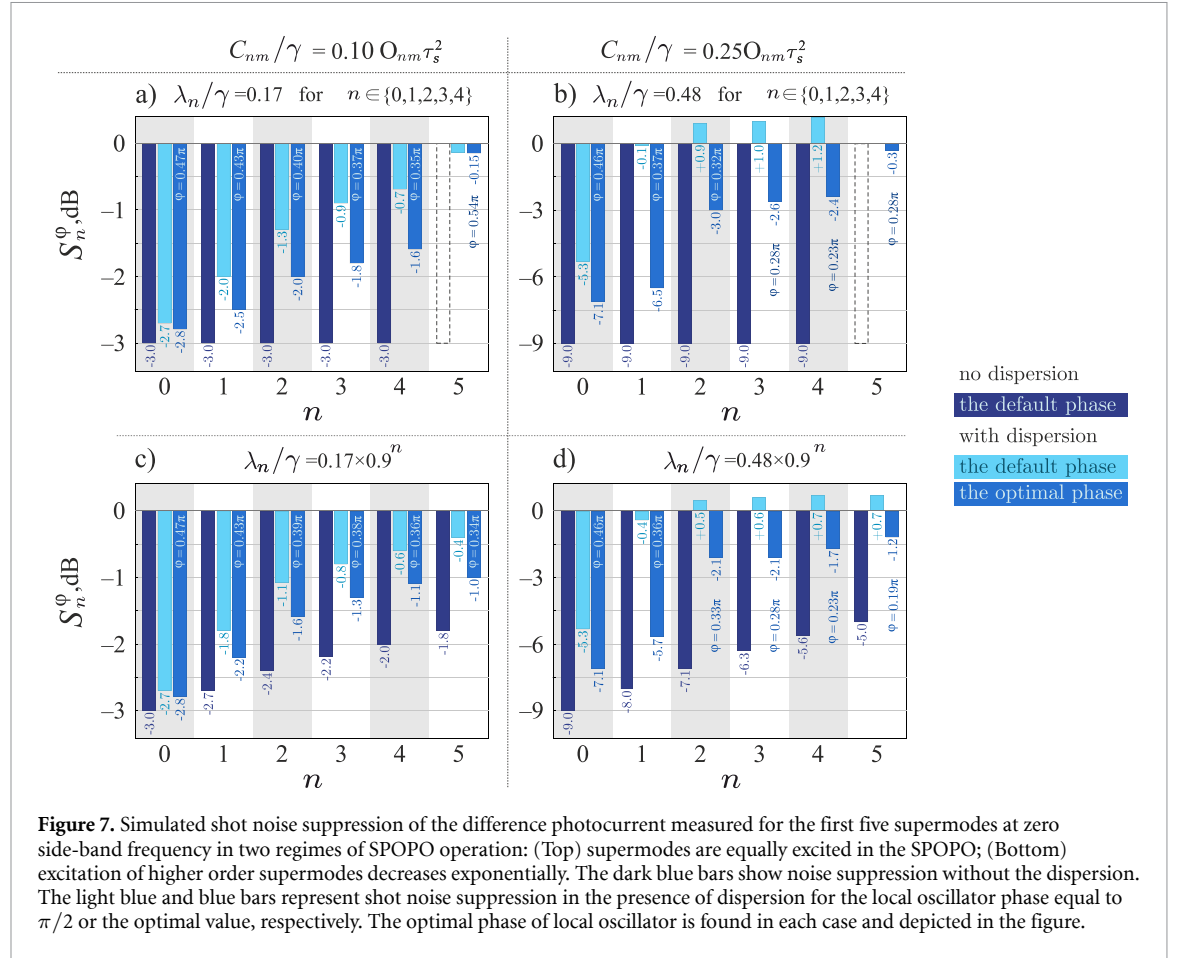 C_{nm}/γ = 0.10 O_{nm}τ_s^2
C_{nm}/γ = 0.25O_{nm}τ_s^2
a) λ_n/γ =0.17 for n∈{0,1,2,3,4}
S_n^φ,dB
0
−1
−2
−3
-3.0 -2.7 φ = 0.47π -2.8
-3.0 -2.0 φ = 0.43π -2.5
-3.0 -1.3 φ = 0.40π -2.0
-3.0 -0.9 φ = 0.37π -1.8
-3.0 -0.7 φ = 0.35π -1.6
-0.15 φ = 0.54π
0 1 2 3 4 5
n
b) λ_n/γ =0.48 for n∈{0,1,2,3,4}
0
−3
−6
−9
-9.0 -5.3 φ = 0.46π -7.1
-9.0 -0.1 φ = 0.37π -6.5
-9.0 +0.9 φ = 0.32π -3.0
-9.0 +1.0 -2.6 φ = 0.28π
-9.0 +1.2 -2.4 φ = 0.23π
-0.3 φ = 0.28π
0 1 2 3 4 5
n
no dispersion
the default phase
with dispersion
the default phase
the optimal phase
c) λ_n/γ =0.17×0.9^n
S_n^φ,dB
0
−1
−2
−3
-3.0 -2.7 φ = 0.47π -2.8
-2.7 -1.8 φ = 0.43π -2.2
-2.4 -1.1 φ = 0.39π -1.6
-2.2 -0.8 φ = 0.38π -1.3
-2.0 -0.6 φ = 0.36π -1.1
-1.8 -0.4 φ = 0.34π -1.0
0 1 2 3 4 5
n
d) λ_n/γ =0.48×0.9^n
0
−3
−6
−9
-9.0 -5.3 φ = 0.46π -7.1
-8.0 -0.4 φ = 0.36π -5.7
-7.1 +0.5 -2.1 φ = 0.33π
-6.3 +0.6 -2.1 φ = 0.28π
-5.6 +0.7 -1.7 φ = 0.23π
-5.0 +0.7 -1.2 φ = 0.19π
0 1 2 3 4 5
n
Figure 7. Simulated shot noise suppression of the difference photocurrent measured for the first five supermodes at zero
side-band frequency in two regimes of SPOPO operation: (Top) supermodes are equally excited in the SPOPO; (Bottom)
excitation of higher order supermodes decreases exponentially. The dark blue bars show noise suppression without the dispersion.
The light blue and blue bars represent shot noise suppression in the presence of dispersion for the local oscillator phase equal to
π/2 or the optimal value, respectively. The optimal phase of local oscillator is found in each case and depicted in the figure.